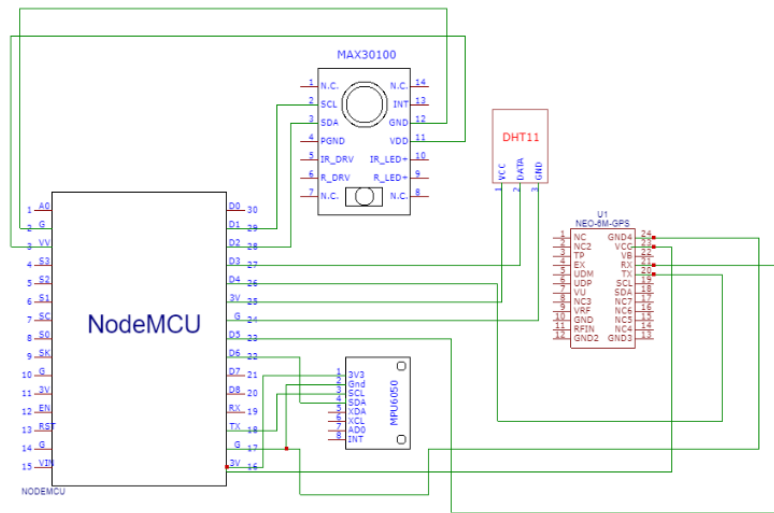 MAX30100
1 N.C. N.C. 14
2 SCL INT 13
3 SDA GND 12
4 PGND VDD 11
5 IR_DRV IR_LED+ 10
6 R_DRV R_LED+ 9
7 N.C. N.C. 8
DHT11
VCC DATA GND
1 2 3
U1
NEO-6M-GPS
1 NC GND4 24
2 NC2 VCC 23
3 TP VB 22
4 EX RX 21
5 UDM TX 20
6 UDP SCL 19
7 VU SDA 18
8 NC3 NC7 17
9 VRF NC6 16
10 GND NC5 15
11 RFIN NC4 14
12 GND2 GND3 13
1 A0 D0 30
2 G D1 29
3 VV D2 28
4 S3 D3 27
5 S2 D4 26
6 S1 3V 25
7 SC G 24
8 S0 D5 23
9 SK D6 22
10 G D7 21
11 3V D8 20
12 EN RX 19
13 RST TX 18
14 G G 17
15 VIN 3V 16
NodeMCU
NODEMCU
1 3V3
2 Gnd
3 SCL
4 SDA
5 XDA
6 XCL
7 AD0
8 INT
MPU6050